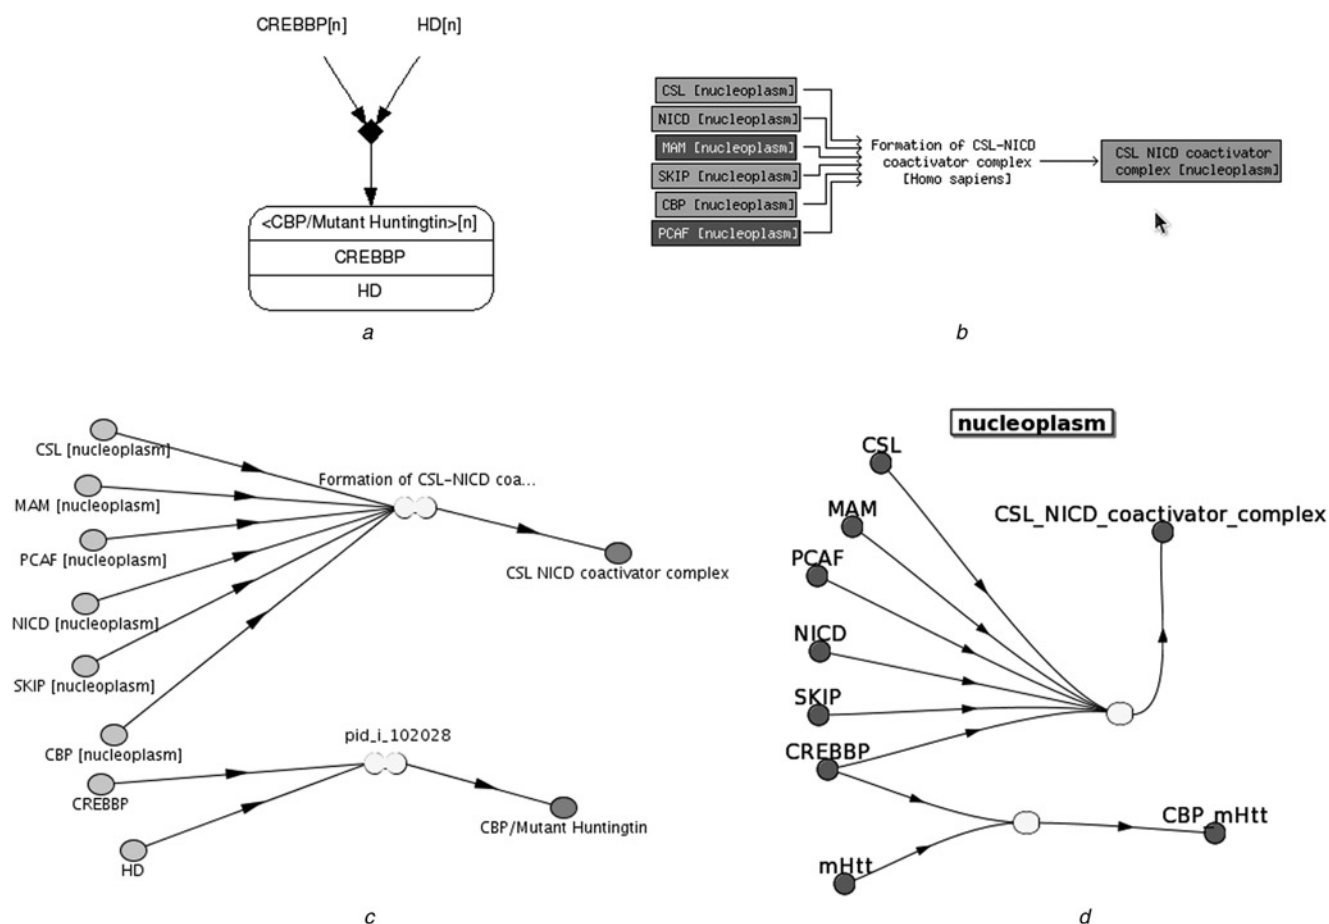 CREBBP[n]
HD[n]
<CBP/Mutant Huntingtin>[n]
CREBBP
HD
a
CSL [nucleoplasm]
NICD [nucleoplasm]
MAM [nucleoplasm]
SKIP [nucleoplasm]
CBP [nucleoplasm]
PCAF [nucleoplasm]
Formation of CSL-NICD
coactivator complex
[Homo sapiens]
CSL NICD coactivator
complex [nucleoplasm]
b
CSL [nucleoplasm]
MAM [nucleoplasm]
PCAF [nucleoplasm]
NICD [nucleoplasm]
SKIP [nucleoplasm]
CBP [nucleoplasm]
CREBBP
HD
Formation of CSL-NICD coa...
CSL NICD coactivator complex
pid_i_102028
CBP/Mutant Huntingtin
c
nucleoplasm
CSL
MAM
PCAF
NICD
SKIP
CREBBP
mHtt
CSL_NICD_coactivator_complex
CBP_mHtt
d